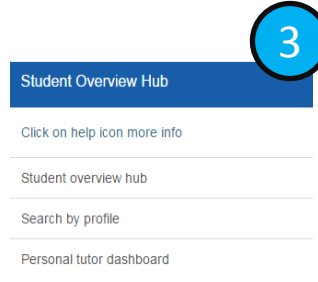 3
Student Overview Hub
Click on help icon more info
Student overview hub
Search by profile
Personal tutor dashboard